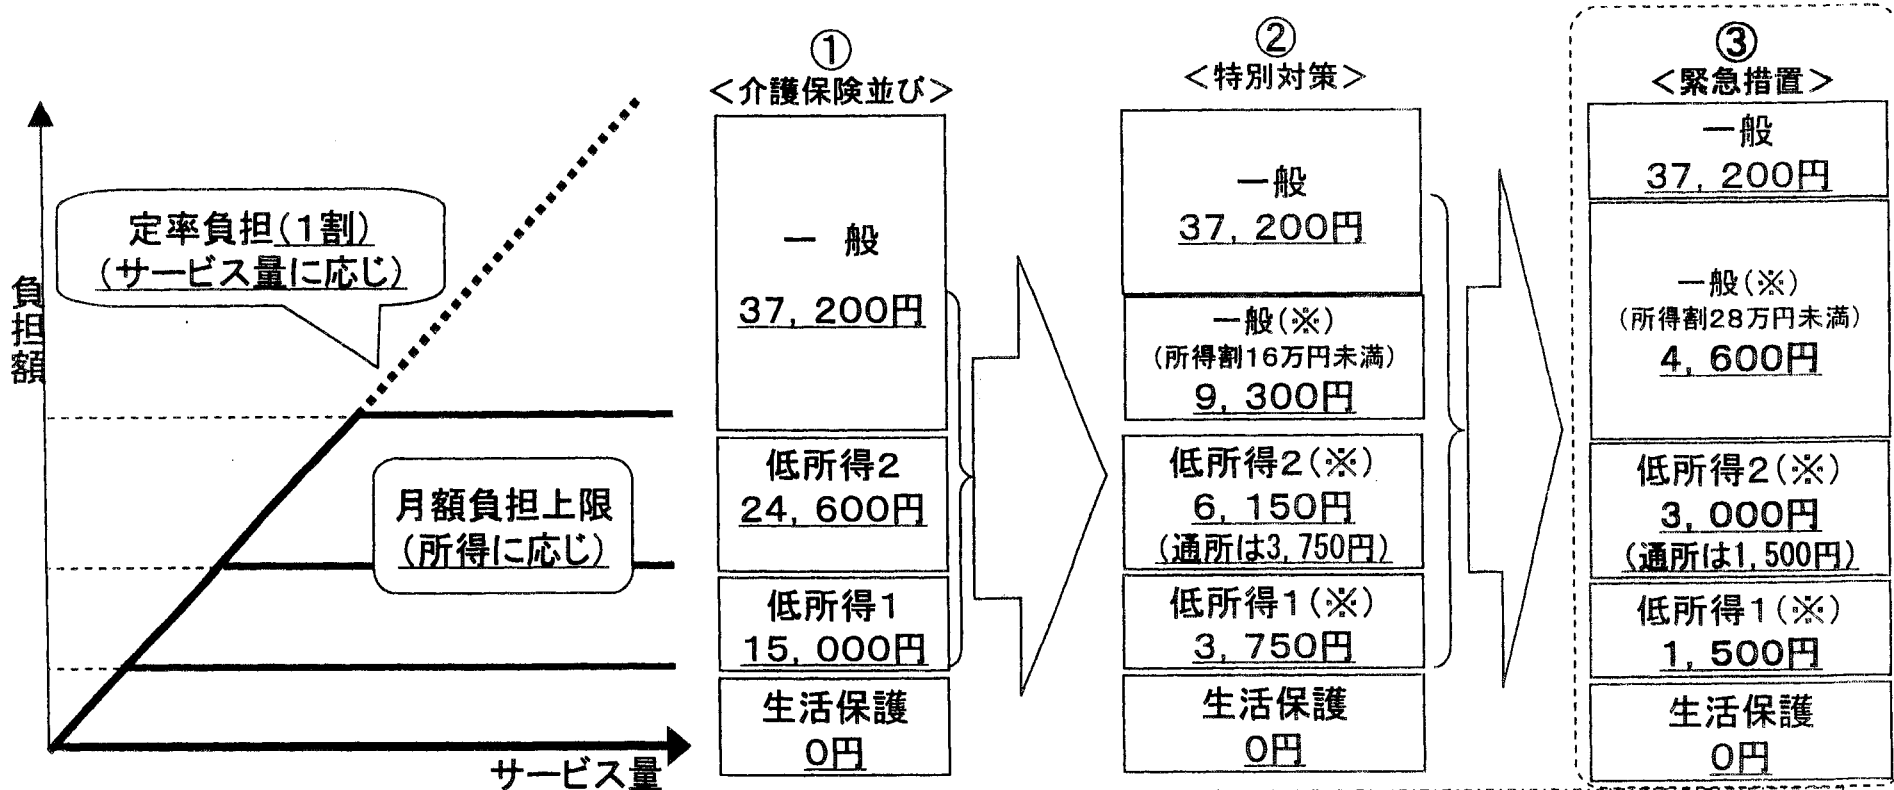 負担額
定率負担(1割)
(サービス量に応じ)
月額負担上限
(所得に応じ)
サービス量
①
＜介護保険並び＞
一 般
37, 200円
低所得2
24, 600円
低所得1
15, 000円
生活保護
0円
②
＜特別対策＞
一般
37, 200円
一般(※)
(所得割16万円未満)
9, 300円
低所得2(※)
6, 150円
(通所は3, 750円)
低所得1(※)
3, 750円
生活保護
0円
③
＜緊急措置＞
一般
37, 200円
一般(※)
(所得割28万円未満)
4, 600円
低所得2(※)
3, 000円
(通所は1, 500円)
低所得1(※)
1, 500円
生活保護
0円